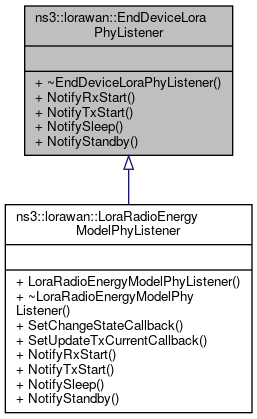 ns3::lorawan::EndDeviceLora
PhyListener
+ ~EndDeviceLoraPhyListener()
+ NotifyRxStart()
+ NotifyTxStart()
+ NotifySleep()
+ NotifyStandby()
ns3::lorawan::LoraRadioEnergy
ModelPhyListener
+ LoraRadioEnergyModelPhyListener()
+ ~LoraRadioEnergyModelPhy
Listener()
+ SetChangeStateCallback()
+ SetUpdateTxCurrentCallback()
+ NotifyRxStart()
+ NotifyTxStart()
+ NotifySleep()
+ NotifyStandby()